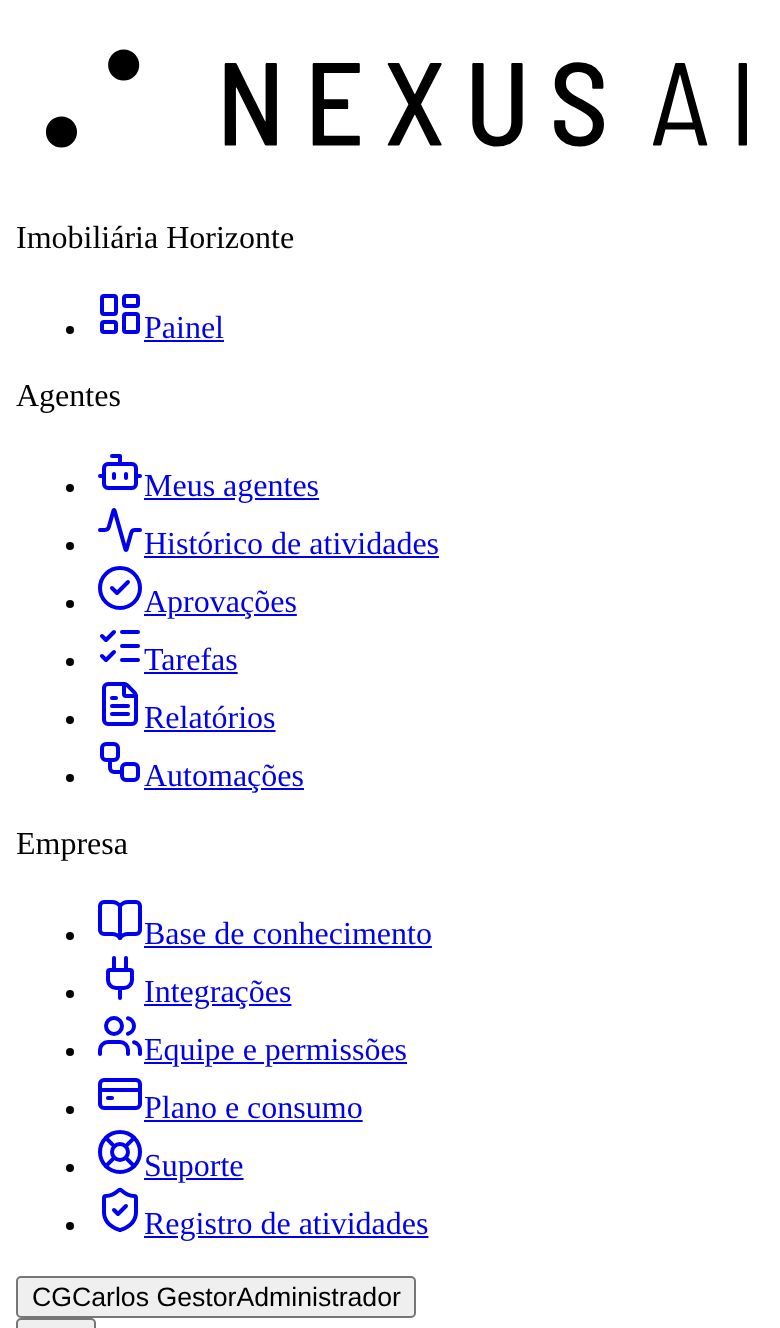 NEXUS AI
Imobiliária Horizonte
Painel
Agentes
Meus agentes
Histórico de atividades
Aprovações
Tarefas
Relatórios
Automações
Empresa
Base de conhecimento
Integrações
Equipe e permissões
Plano e consumo
Suporte
Registro de atividades
CGCarlos GestorAdministrador